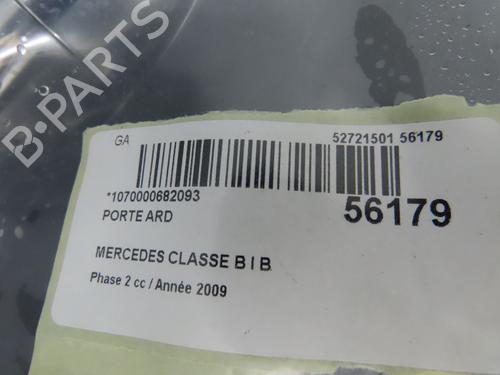 B-PARTS
GA
52721501 56179
*1070000682093
56179
PORTE ARD
MERCEDES CLASSE B I B
Phase 2 cc / Année 2009